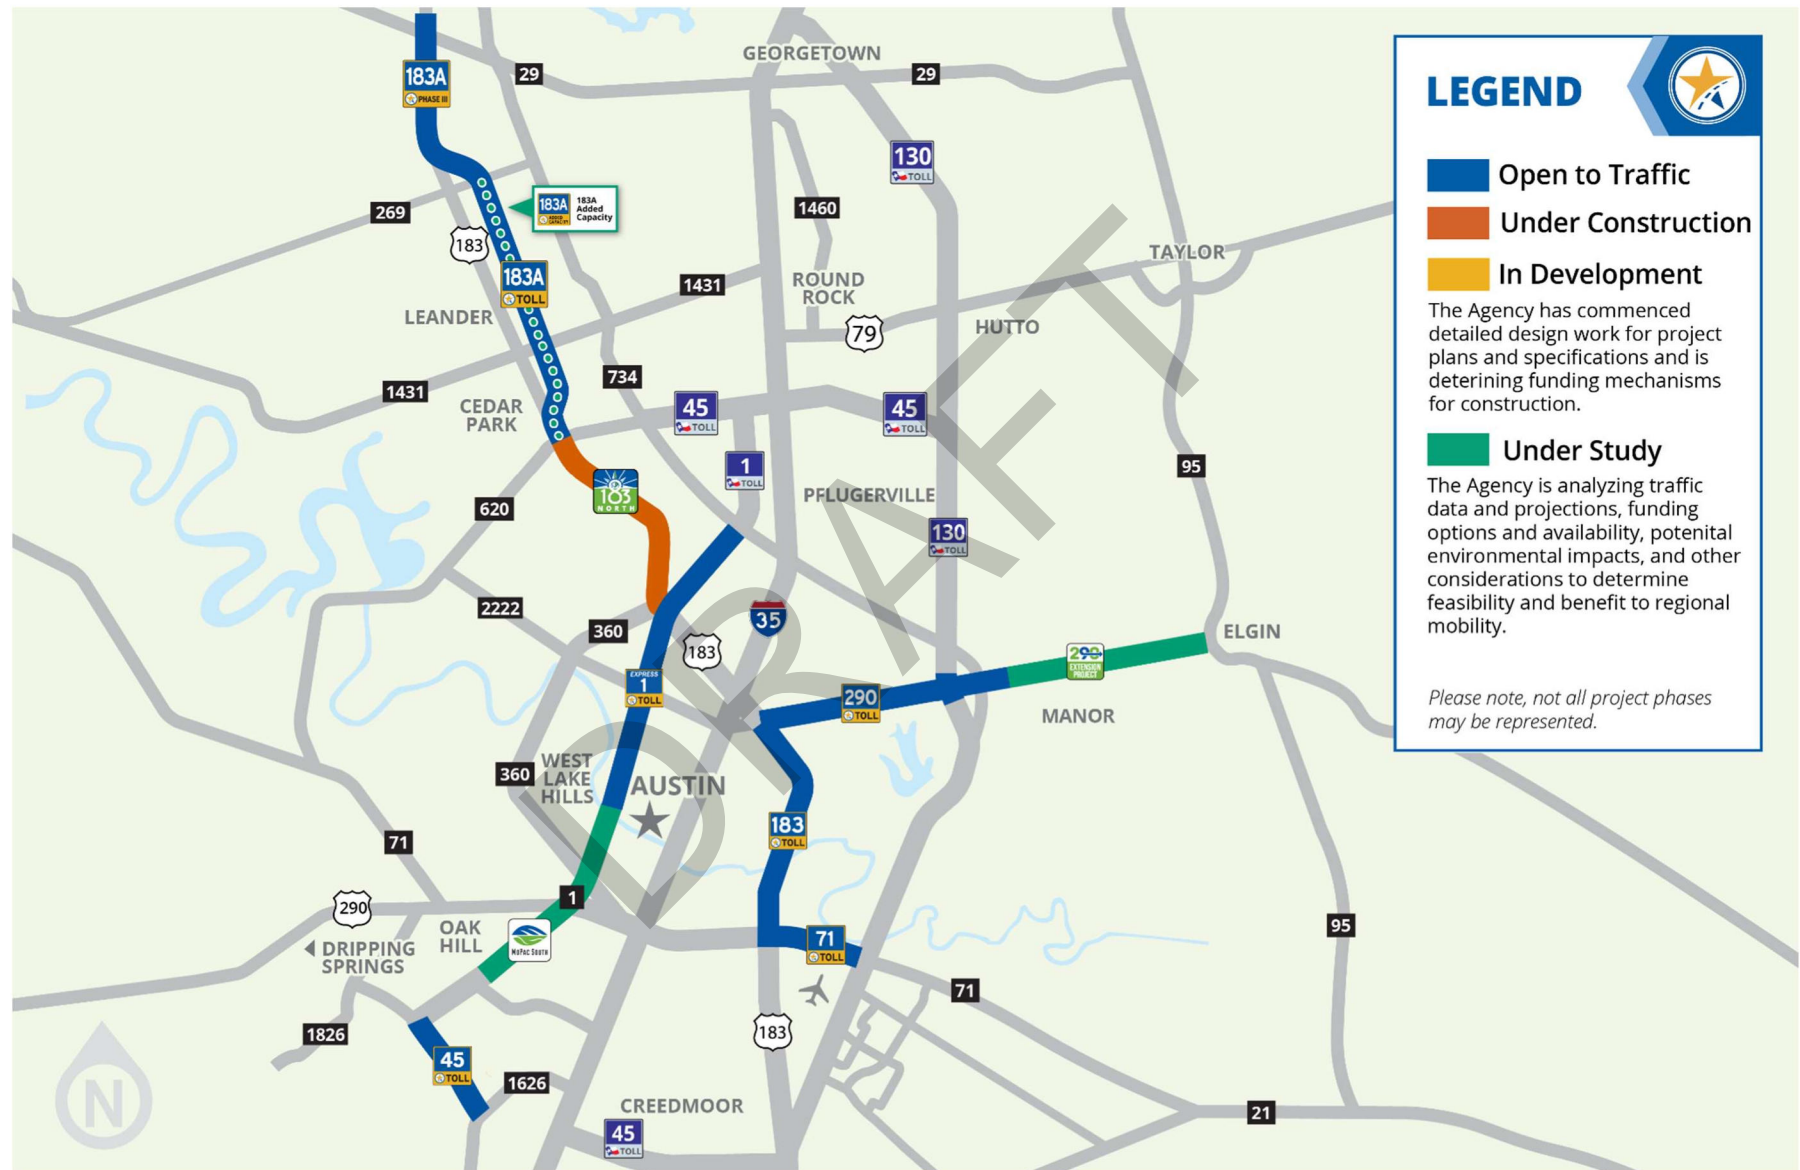 GEORGETOWN
183A
PHASE III
29
29
LEGEND
130
TOLL
Open to Traffic
269
183A
ADDED
CAPACITY
183A
Added
Capacity
1460
Under Construction
183
TAYLOR
183A
TOLL
1431
ROUND
ROCK
In Development
The Agency has commenced
detailed design work for project
plans and specifications and is
deterining funding mechanisms
for construction.
LEANDER
79
HUTTO
734
1431
CEDAR
PARK
45
TOLL
45
TOLL
Under Study
The Agency is analyzing traffic
data and projections, funding
options and availability, potenital
environmental impacts, and other
considerations to determine
feasibility and benefit to regional
mobility.
1
TOLL
95
183
NORTH
PFLUGERVILLE
620
130
TOLL
2222
360
35
183
ELGIN
290
EXTENSION
PROJECT
EXPRESS
1
TOLL
290
TOLL
MANOR
Please note, not all project phases
may be represented.
360
WEST
LAKE
HILLS
AUSTIN
183
TOLL
71
1
290
OAK
HILL
MoPac South
DRIPPING
SPRINGS
71
TOLL
95
71
1826
183
45
TOLL
1626
CREEDMOOR
21
45
TOLL
N
DRAFT